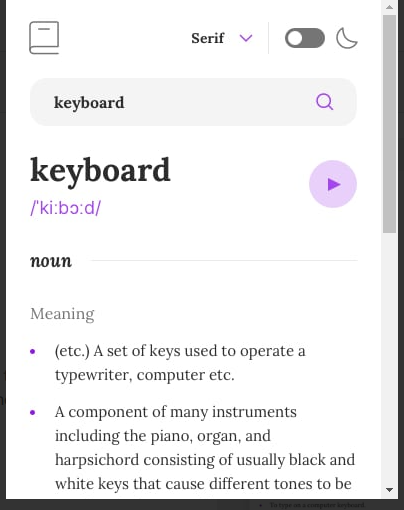 Serif
keyboard
keyboard
/ˈkiːbɔːd/
noun
Meaning
(etc.) A set of keys used to operate a
typewriter, computer etc.
A component of many instruments
including the piano, organ, and
harpsichord consisting of usually black and
white keys that cause different tones to be